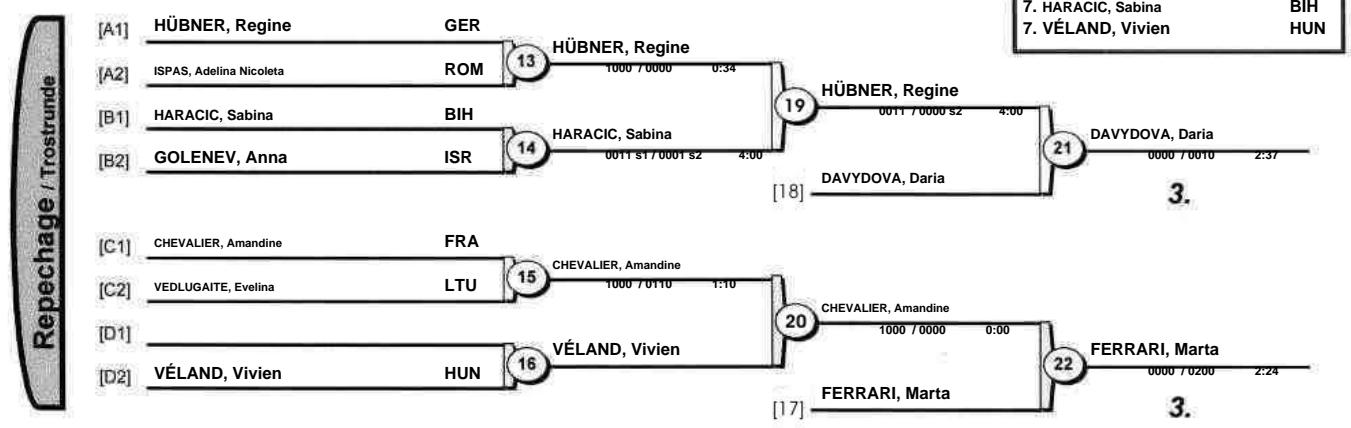 7. HARACIC, Sabina BIH
7. VÉLAND, Vivien HUN
Repechage / Trostrunde
[A1] HÜBNER, Regine GER
[A2] ISPAS, Adelina Nicoleta ROM
13
HÜBNER, Regine
1000 / 0000 0:34
[B1] HARACIC, Sabina BIH
[B2] GOLENEV, Anna ISR
14
HARACIC, Sabina
0011 s1 / 0001 s2 4:00
19
HÜBNER, Regine
0011 / 0000 s2 4:00
[18] DAVYDOVA, Daria
21
DAVYDOVA, Daria
0000 / 0010 2:37
3.
[C1] CHEVALIER, Amandine FRA
[C2] VEDLUGAITE, Evelina LTU
15
CHEVALIER, Amandine
1000 / 0110 1:10
[D1]
[D2] VÉLAND, Vivien HUN
16
VÉLAND, Vivien
20
CHEVALIER, Amandine
1000 / 0000 0:00
[17] FERRARI, Marta
22
FERRARI, Marta
0000 / 0200 2:24
3.